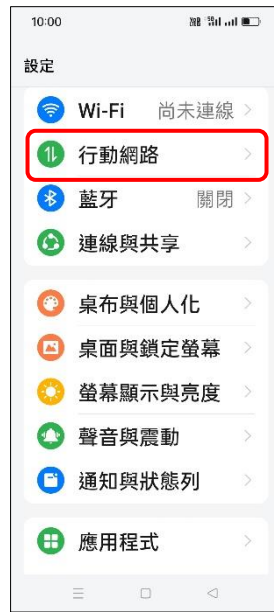 10:00
設定
Wi-Fi 尚未連線
行動網路
藍牙 關閉
連線與共享
桌布與個人化
桌面與鎖定螢幕
螢幕顯示與亮度
聲音與震動
通知與狀態列
應用程式